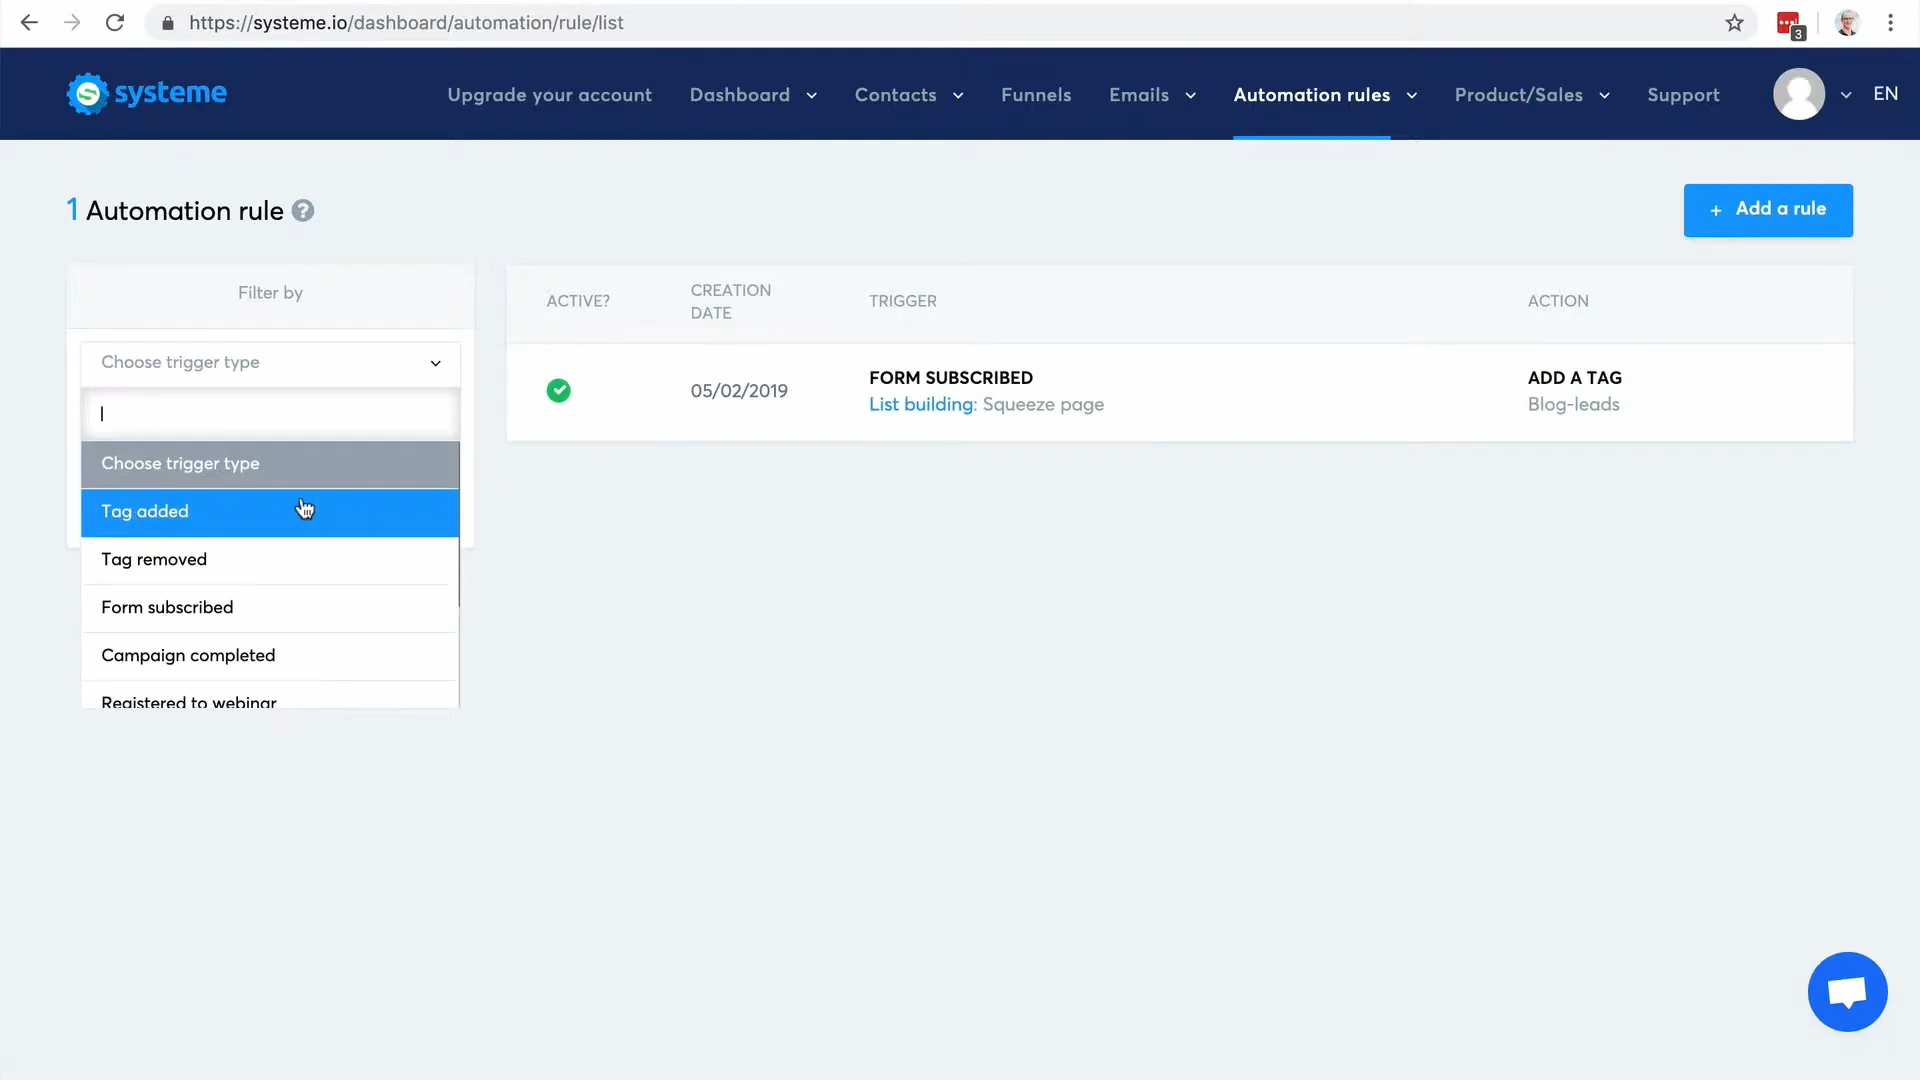 https://systeme.io/dashboard/automation/rule/list
3
systeme
Upgrade your account
Dashboard
Contacts
Funnels
Emails
Automation rules
Product/Sales
Support
EN
1 Automation rule ?
+ Add a rule
Filter by
Choose trigger type
Choose trigger type
Tag added
Tag removed
Form subscribed
Campaign completed
Registered to webinar
ACTIVE?
CREATION
DATE
TRIGGER
ACTION
05/02/2019
FORM SUBSCRIBED
List building: Squeeze page
ADD A TAG
Blog-leads